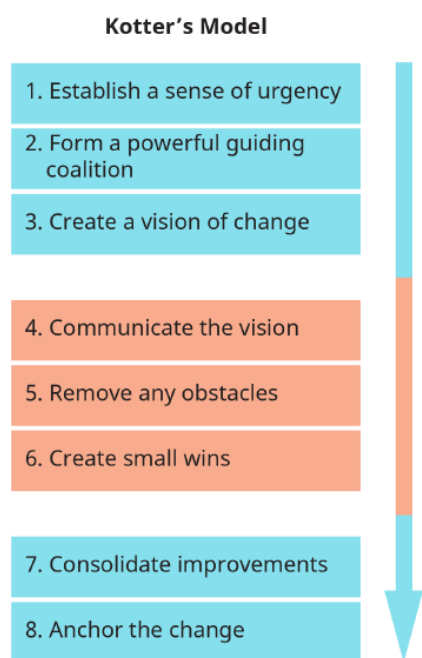 Kotter’s Model
1. Establish a sense of urgency
2. Form a powerful guiding
coalition
3. Create a vision of change
4. Communicate the vision
5. Remove any obstacles
6. Create small wins
7. Consolidate improvements
8. Anchor the change